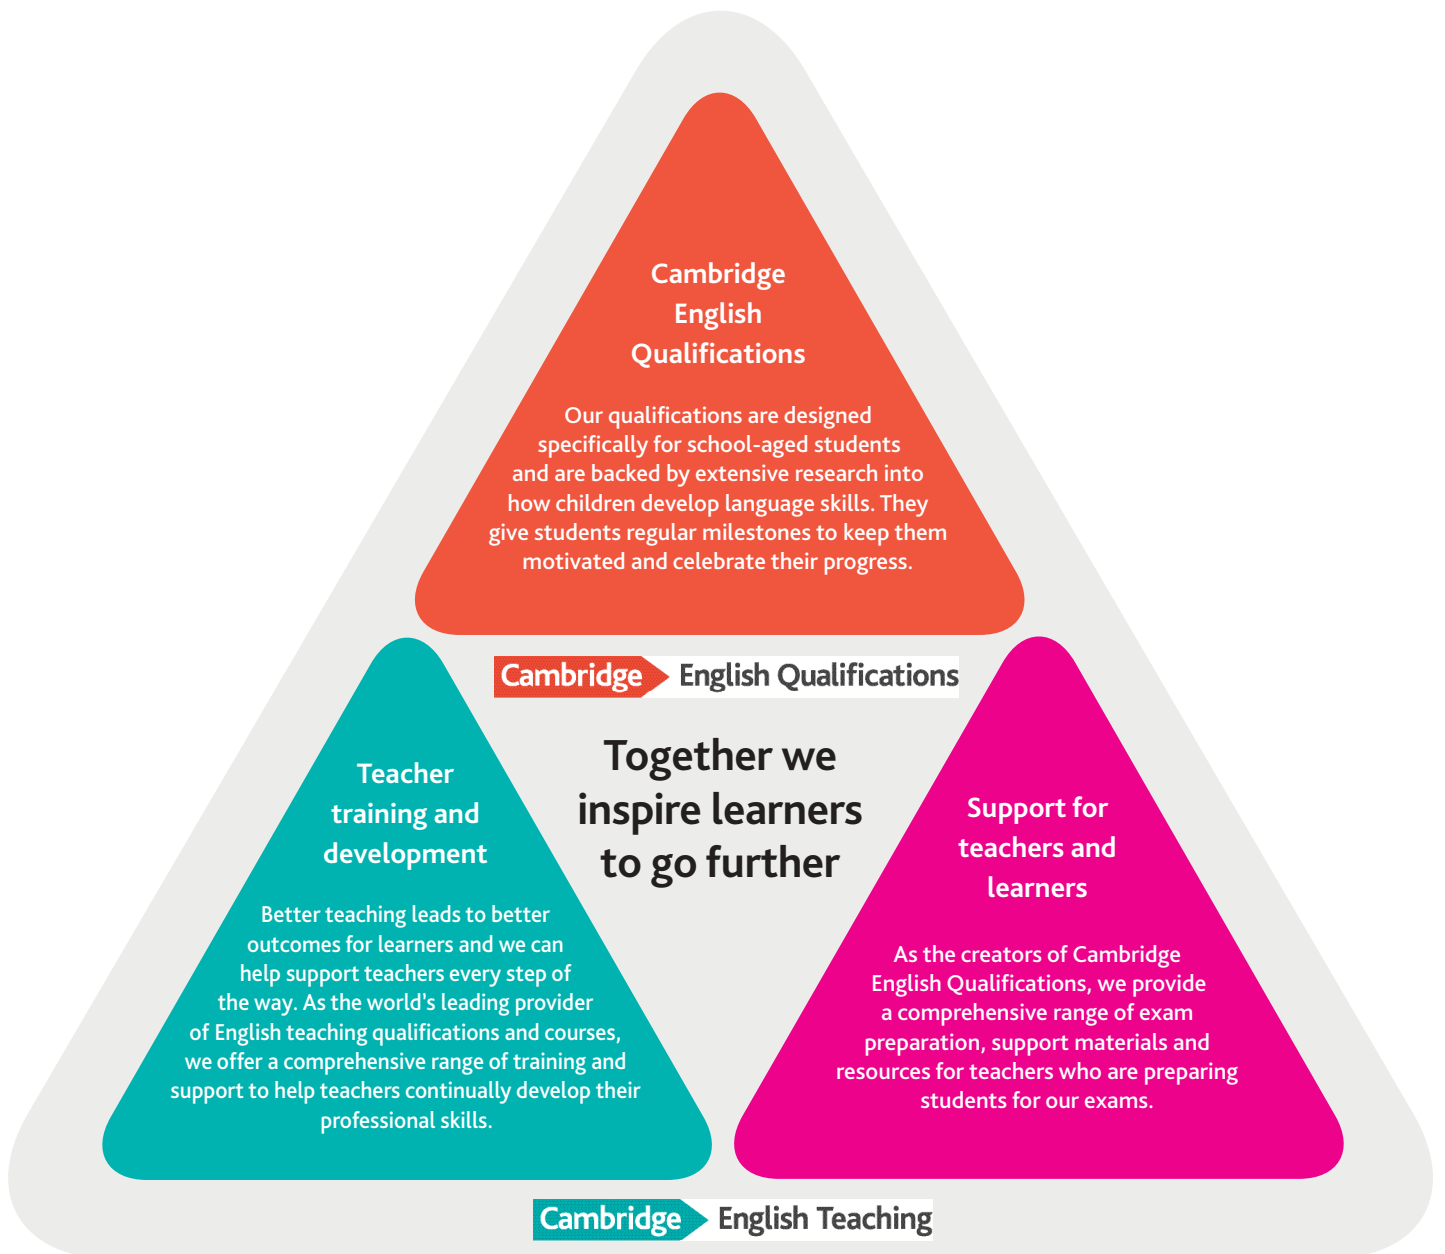 Cambridge
English
Qualifications
Our qualifications are designed
specifically for school-aged students
and are backed by extensive research into
how children develop language skills. They
give students regular milestones to keep them
motivated and celebrate their progress.
Cambridge English Qualifications
Together we
inspire learners
to go further
Teacher
training and
development
Better teaching leads to better
outcomes for learners and we can
help support teachers every step of
the way. As the world's leading provider
of English teaching qualifications and courses,
we offer a comprehensive range of training and
support to help teachers continually develop their
professional skills.
Support for
teachers and
learners
As the creators of Cambridge
English Qualifications, we provide
a comprehensive range of exam
preparation, support materials and
resources for teachers who are preparing
students for our exams.
Cambridge English Teaching